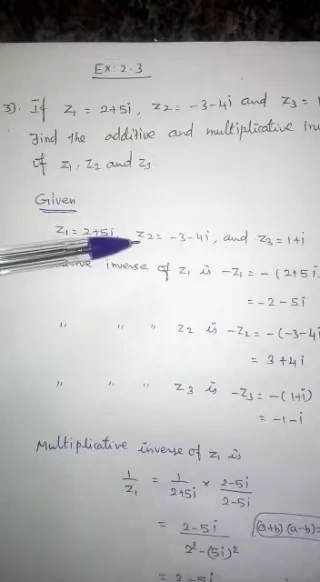 Ex: 2.3
3). If Z₁ = 2+5i, Z₂ = -3-4i and Z₃ = 1
Find the additive and multiplicative
of Z₁, Z₂ and Z₃
Given
Z₁ = 2+5i, Z₂ = -3-4i, and Z₃ = 1+i
inverse of Z₁ is -Z₁ = -(2+5i)
= -2-5i
" " " Z₂ is -Z₂ = -(-3-4i
= 3+4i
" " " Z₃ is -Z₃ = -(1+i)
= -1-i
Multiplicative inverse of Z₁ is
1/Z₁ = 1/2+5i × 2-5i/2-5i
= 2-5i/2²-(5i)² (a+b)(a-b)=
= 2-5i